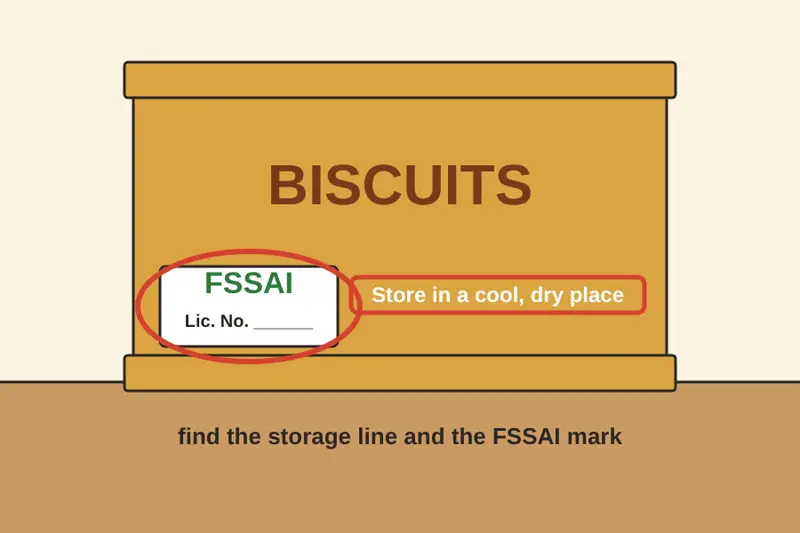 BISCUITS
FSSAI
Lic. No. ______
Store in a cool, dry place
find the storage line and the FSSAI mark